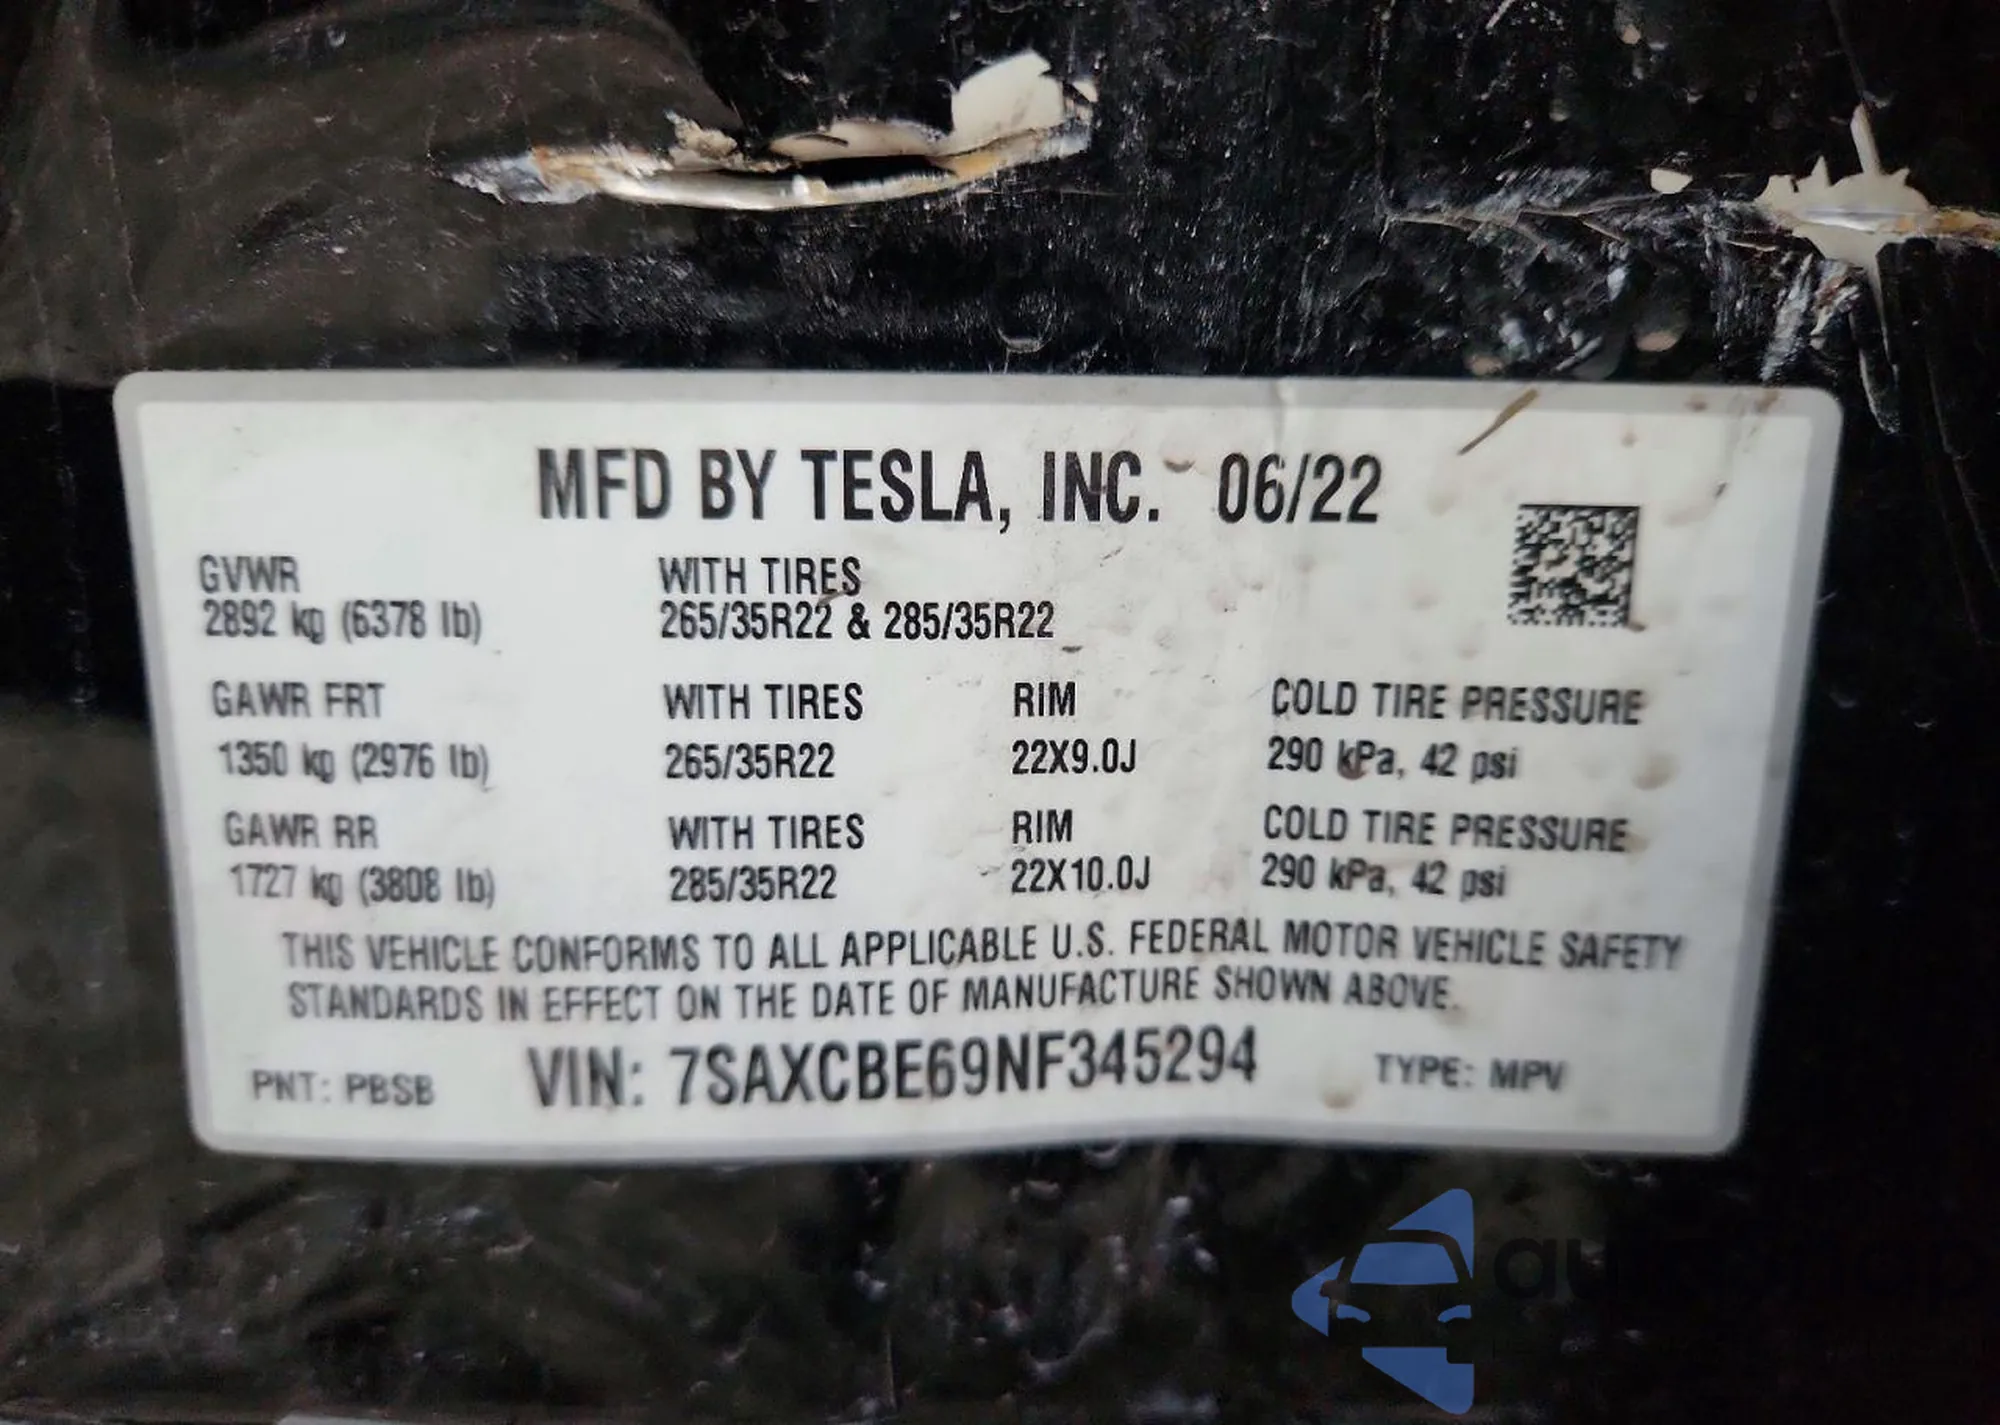 MFD BY TESLA, INC. 06/22
GVWR WITH TIRES
2892 kg (6378 lb) 265/35R22 & 285/35R22
GAWR FRT WITH TIRES RIM COLD TIRE PRESSURE
1350 kg (2976 lb) 265/35R22 22X9.0J 290 kPa, 42 psi
GAWR RR WITH TIRES RIM COLD TIRE PRESSURE
1727 kg (3808 lb) 285/35R22 22X10.0J 290 kPa, 42 psi
THIS VEHICLE CONFORMS TO ALL APPLICABLE U.S. FEDERAL MOTOR VEHICLE SAFETY
STANDARDS IN EFFECT ON THE DATE OF MANUFACTURE SHOWN ABOVE.
PNT: PBSB VIN: 7SAXCBE69NF345294 TYPE: MPV